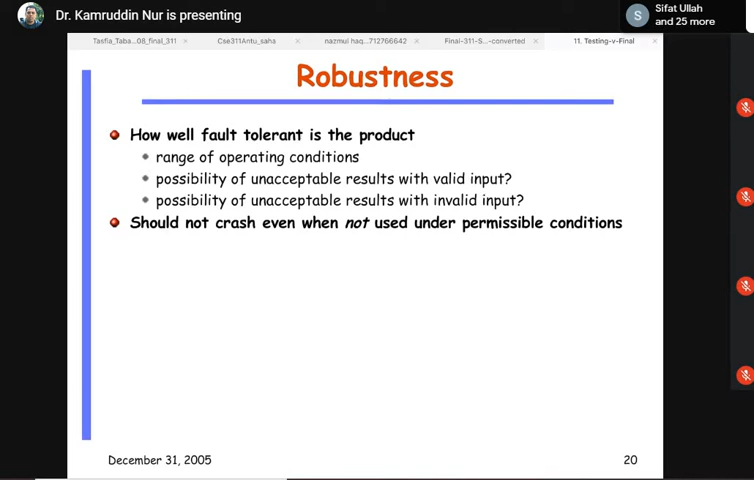 Dr. Kamruddin Nur is presenting
S
Sifat Ullah
and 25 more
Tasfia_Taba...08_final_311
Cse311Antu_saha
nazmul haq...712766642
Final-311-S...-converted
11. Testing-v-Final
Robustness
How well fault tolerant is the product
range of operating conditions
possibility of unacceptable results with valid input?
possibility of unacceptable results with invalid input?
Should not crash even when not used under permissible conditions
December 31, 2005
20